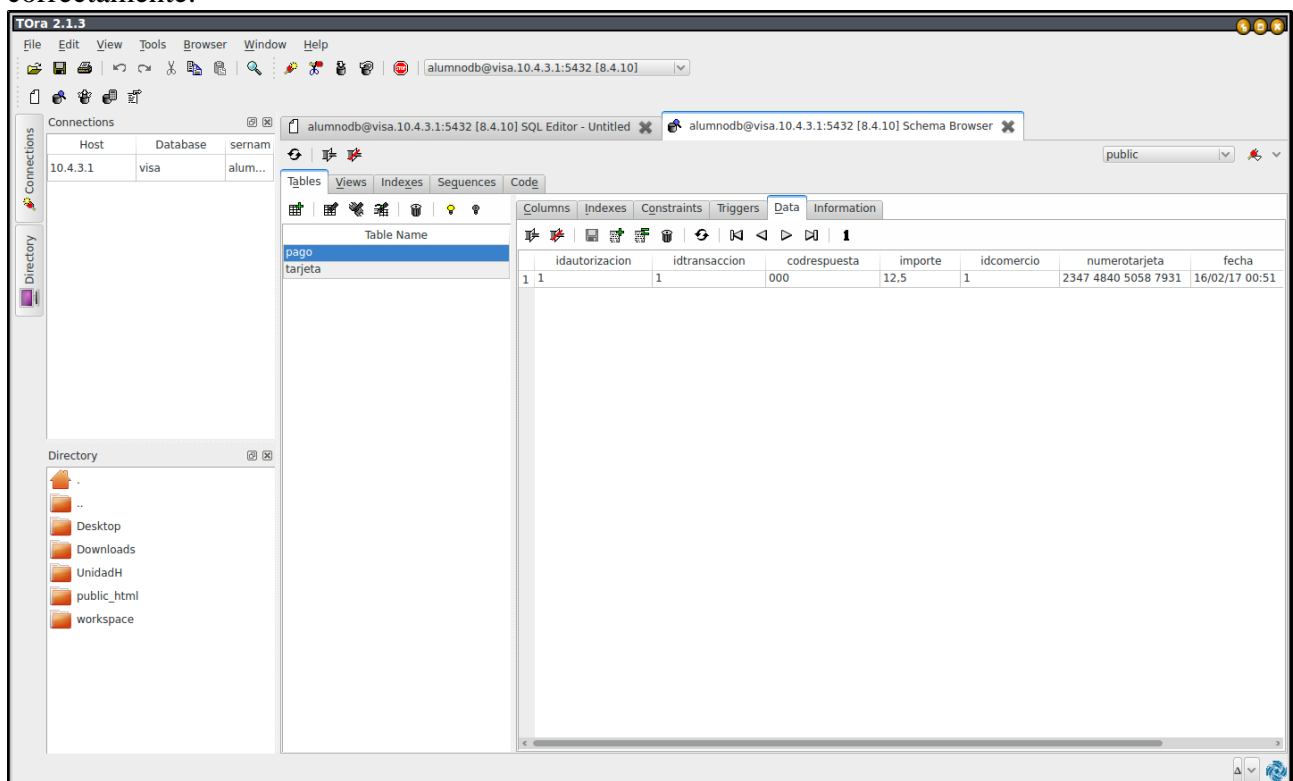 correctamente.
TOra 2.1.3
File Edit View Tools Browser Window Help
alumnodb@visa.10.4.3.1:5432 [8.4.10]
Connections
Directory
Connections
Host Database sernam
10.4.3.1 visa alum...
alumnodb@visa.10.4.3.1:5432 [8.4.10] SQL Editor - Untitled
alumnodb@visa.10.4.3.1:5432 [8.4.10] Schema Browser
public
Tables Views Indexes Sequences Code
Table Name
pago
tarjeta
Columns Indexes Constraints Triggers Data Information
1
idautorizacion idtransaccion codrespuesta importe idcomercio numerotarjeta fecha
1 1 1 000 12,5 1 2347 4840 5058 7931 16/02/17 00:51
Directory
.
..
Desktop
Downloads
UnidadH
public_html
workspace